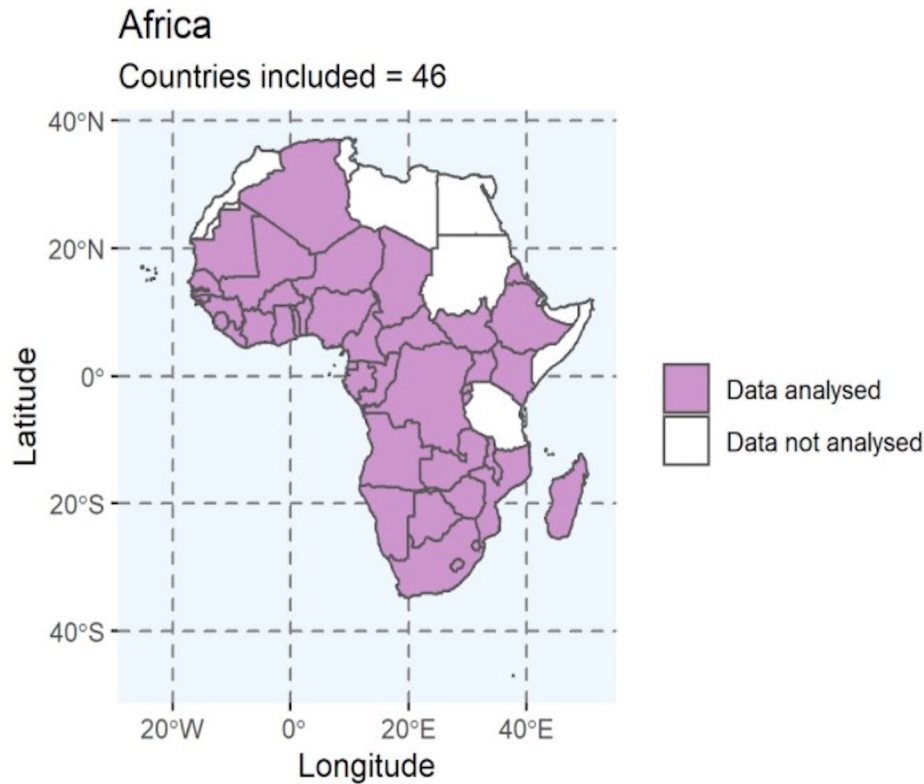 Africa
Countries included = 46
40°N
20°N
0°
20°S
40°S
Latitude
20°W
0°
20°E
40°E
Longitude
Data analysed
Data not analysed